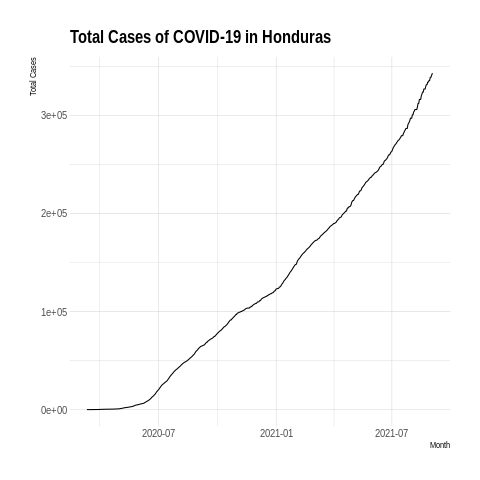 Total Cases of COVID-19 in Honduras
Total Cases
3e+05
2e+05
1e+05
0e+00
2020-07
2021-01
2021-07
Month